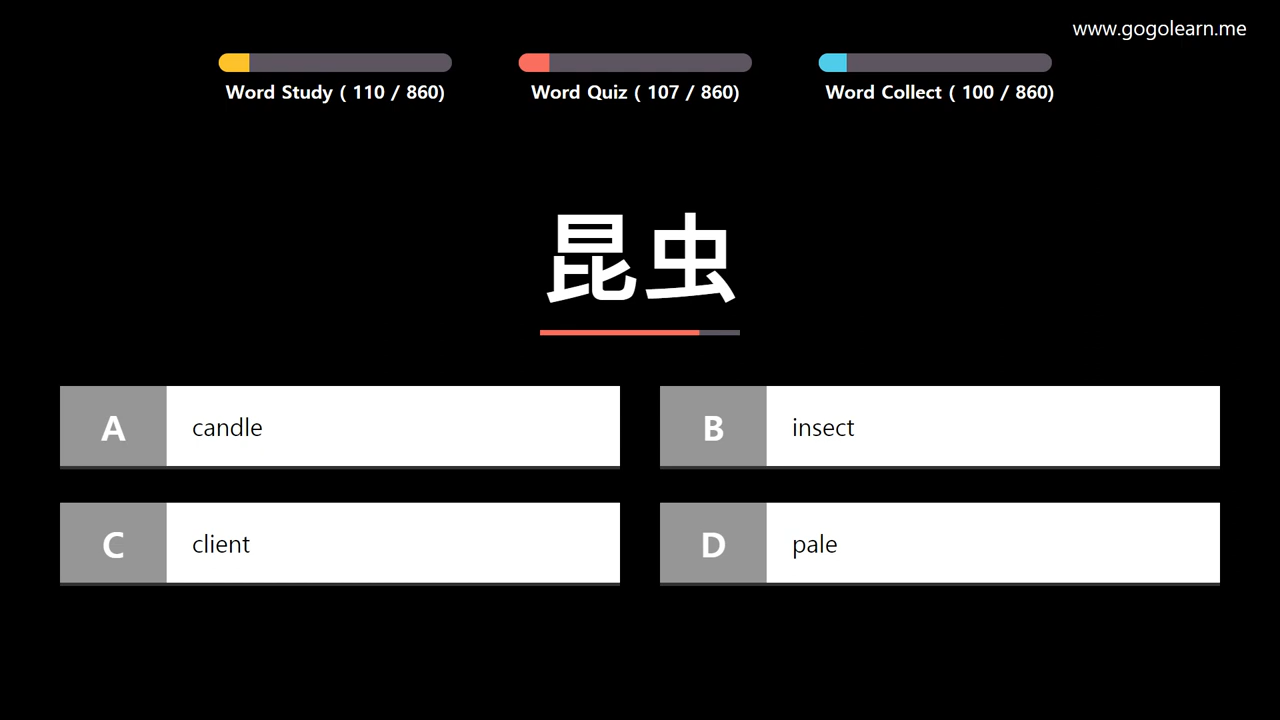 www.gogolearn.me
Word Study ( 110 / 860)
Word Quiz ( 107 / 860)
Word Collect ( 100 / 860)
昆虫
A candle
B insect
C client
D pale